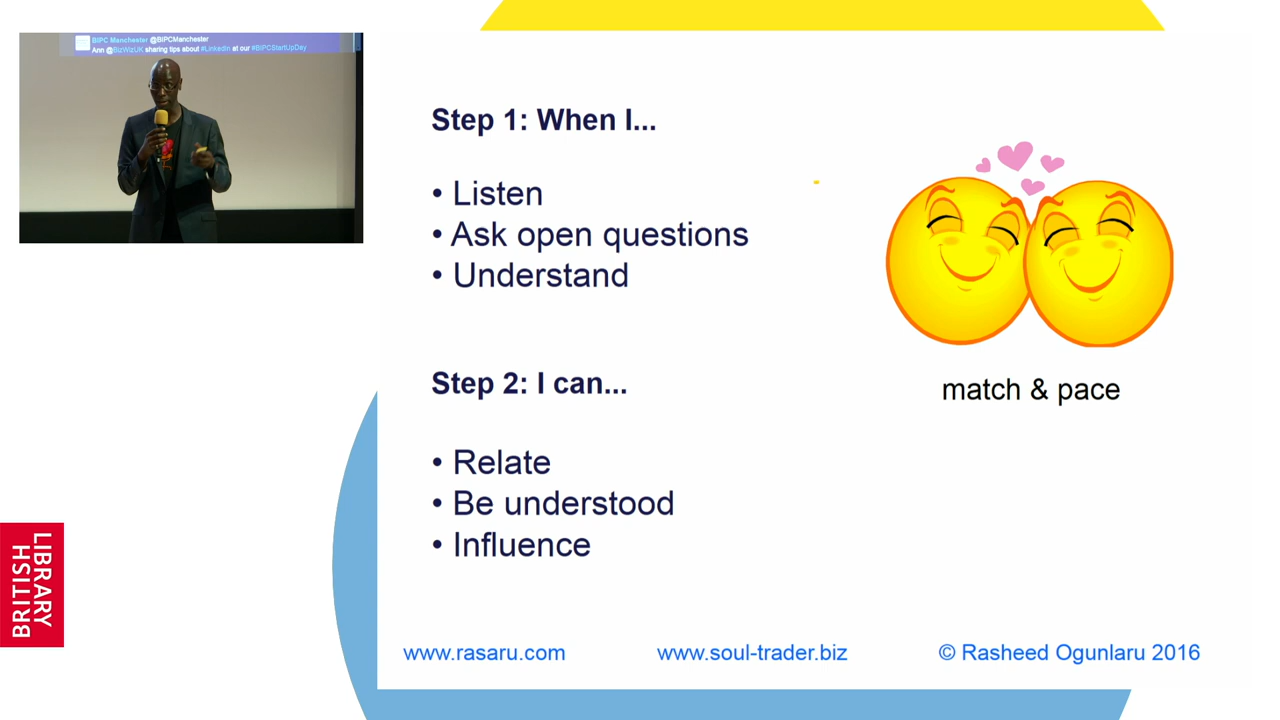 BIPC Manchester @BIPCManchester
Ann @BizWizUK sharing tips about #LinkedIn at our #BIPCStartUpDay
Step 1: When I...
• Listen
• Ask open questions
• Understand
match & pace
Step 2: I can...
• Relate
• Be understood
• Influence
LIBRARY
BRITISH
www.rasaru.com www.soul-trader.biz © Rasheed Ogunlaru 2016